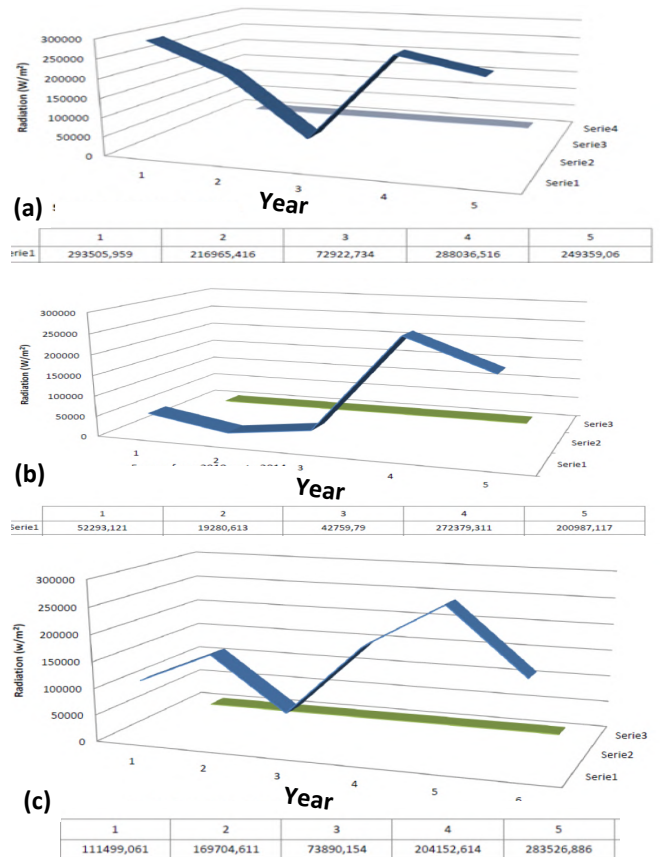 300000
250000
200000
150000
100000
50000
0
Radiation (W/m²)
1 2 3 4 5
Serie4
Serie3
Serie2
Serie1
(a)
Year
1 2 3 4 5
erie1 293505,959 216965,416 72922,734 288036,516 249359,06
300000
250000
200000
150000
100000
50000
0
Radiation (W/m²)
1 2 3 4 5
Serie3
Serie2
Serie1
(b)
Year
1 2 3 4 5
Serie1 52293,121 19280,613 42759,79 272379,311 200987,117
300000
250000
200000
150000
100000
50000
0
Radiation (w/m²)
1 2 3 4 5 6
Serie3
Serie2
Serie1
(c)
Year
1 2 3 4 5
111499,061 169704,611 73890,154 204152,614 283526,886